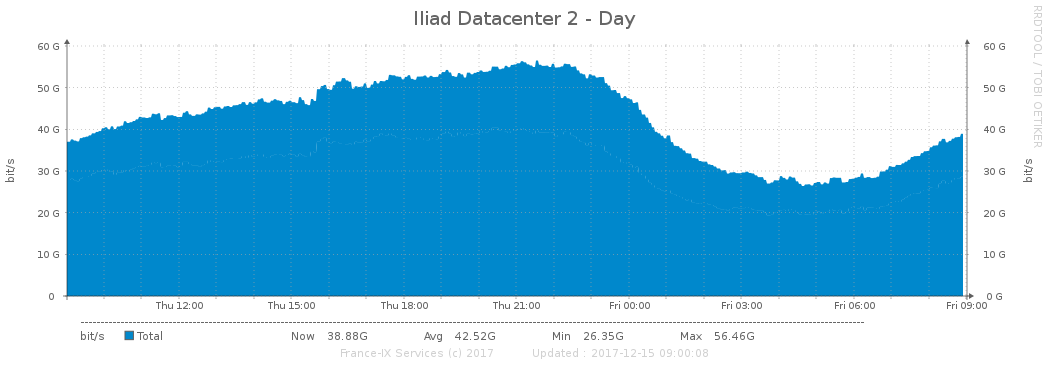 Iliad Datacenter 2 - Day
RRDTOOL / TOBI OETIKER
60 G 60 G
50 G 50 G
40 G 40 G
30 G 30 G
20 G 20 G
10 G 10 G
0 0 G
bit/s bit/s
Thu 12:00 Thu 15:00 Thu 18:00 Thu 21:00 Fri 00:00 Fri 03:00 Fri 06:00 Fri 09:00
bit/s Total Now 38.88G Avg 42.52G Min 26.35G Max 56.46G
France-IX Services (c) 2017 Updated : 2017-12-15 09:00:08